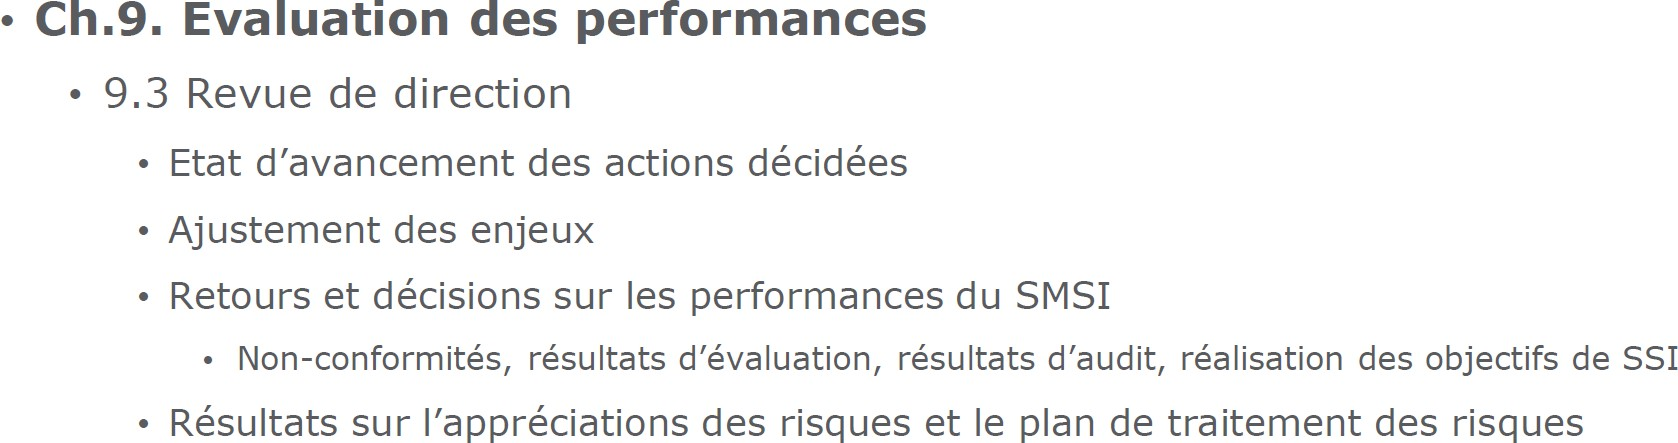 • Ch.9. Evaluation des performances
• 9.3 Revue de direction
• Etat d’avancement des actions décidées
• Ajustement des enjeux
• Retours et décisions sur les performances du SMSI
• Non-conformités, résultats d’évaluation, résultats d’audit, réalisation des objectifs de SSI
• Résultats sur l’appréciations des risques et le plan de traitement des risques